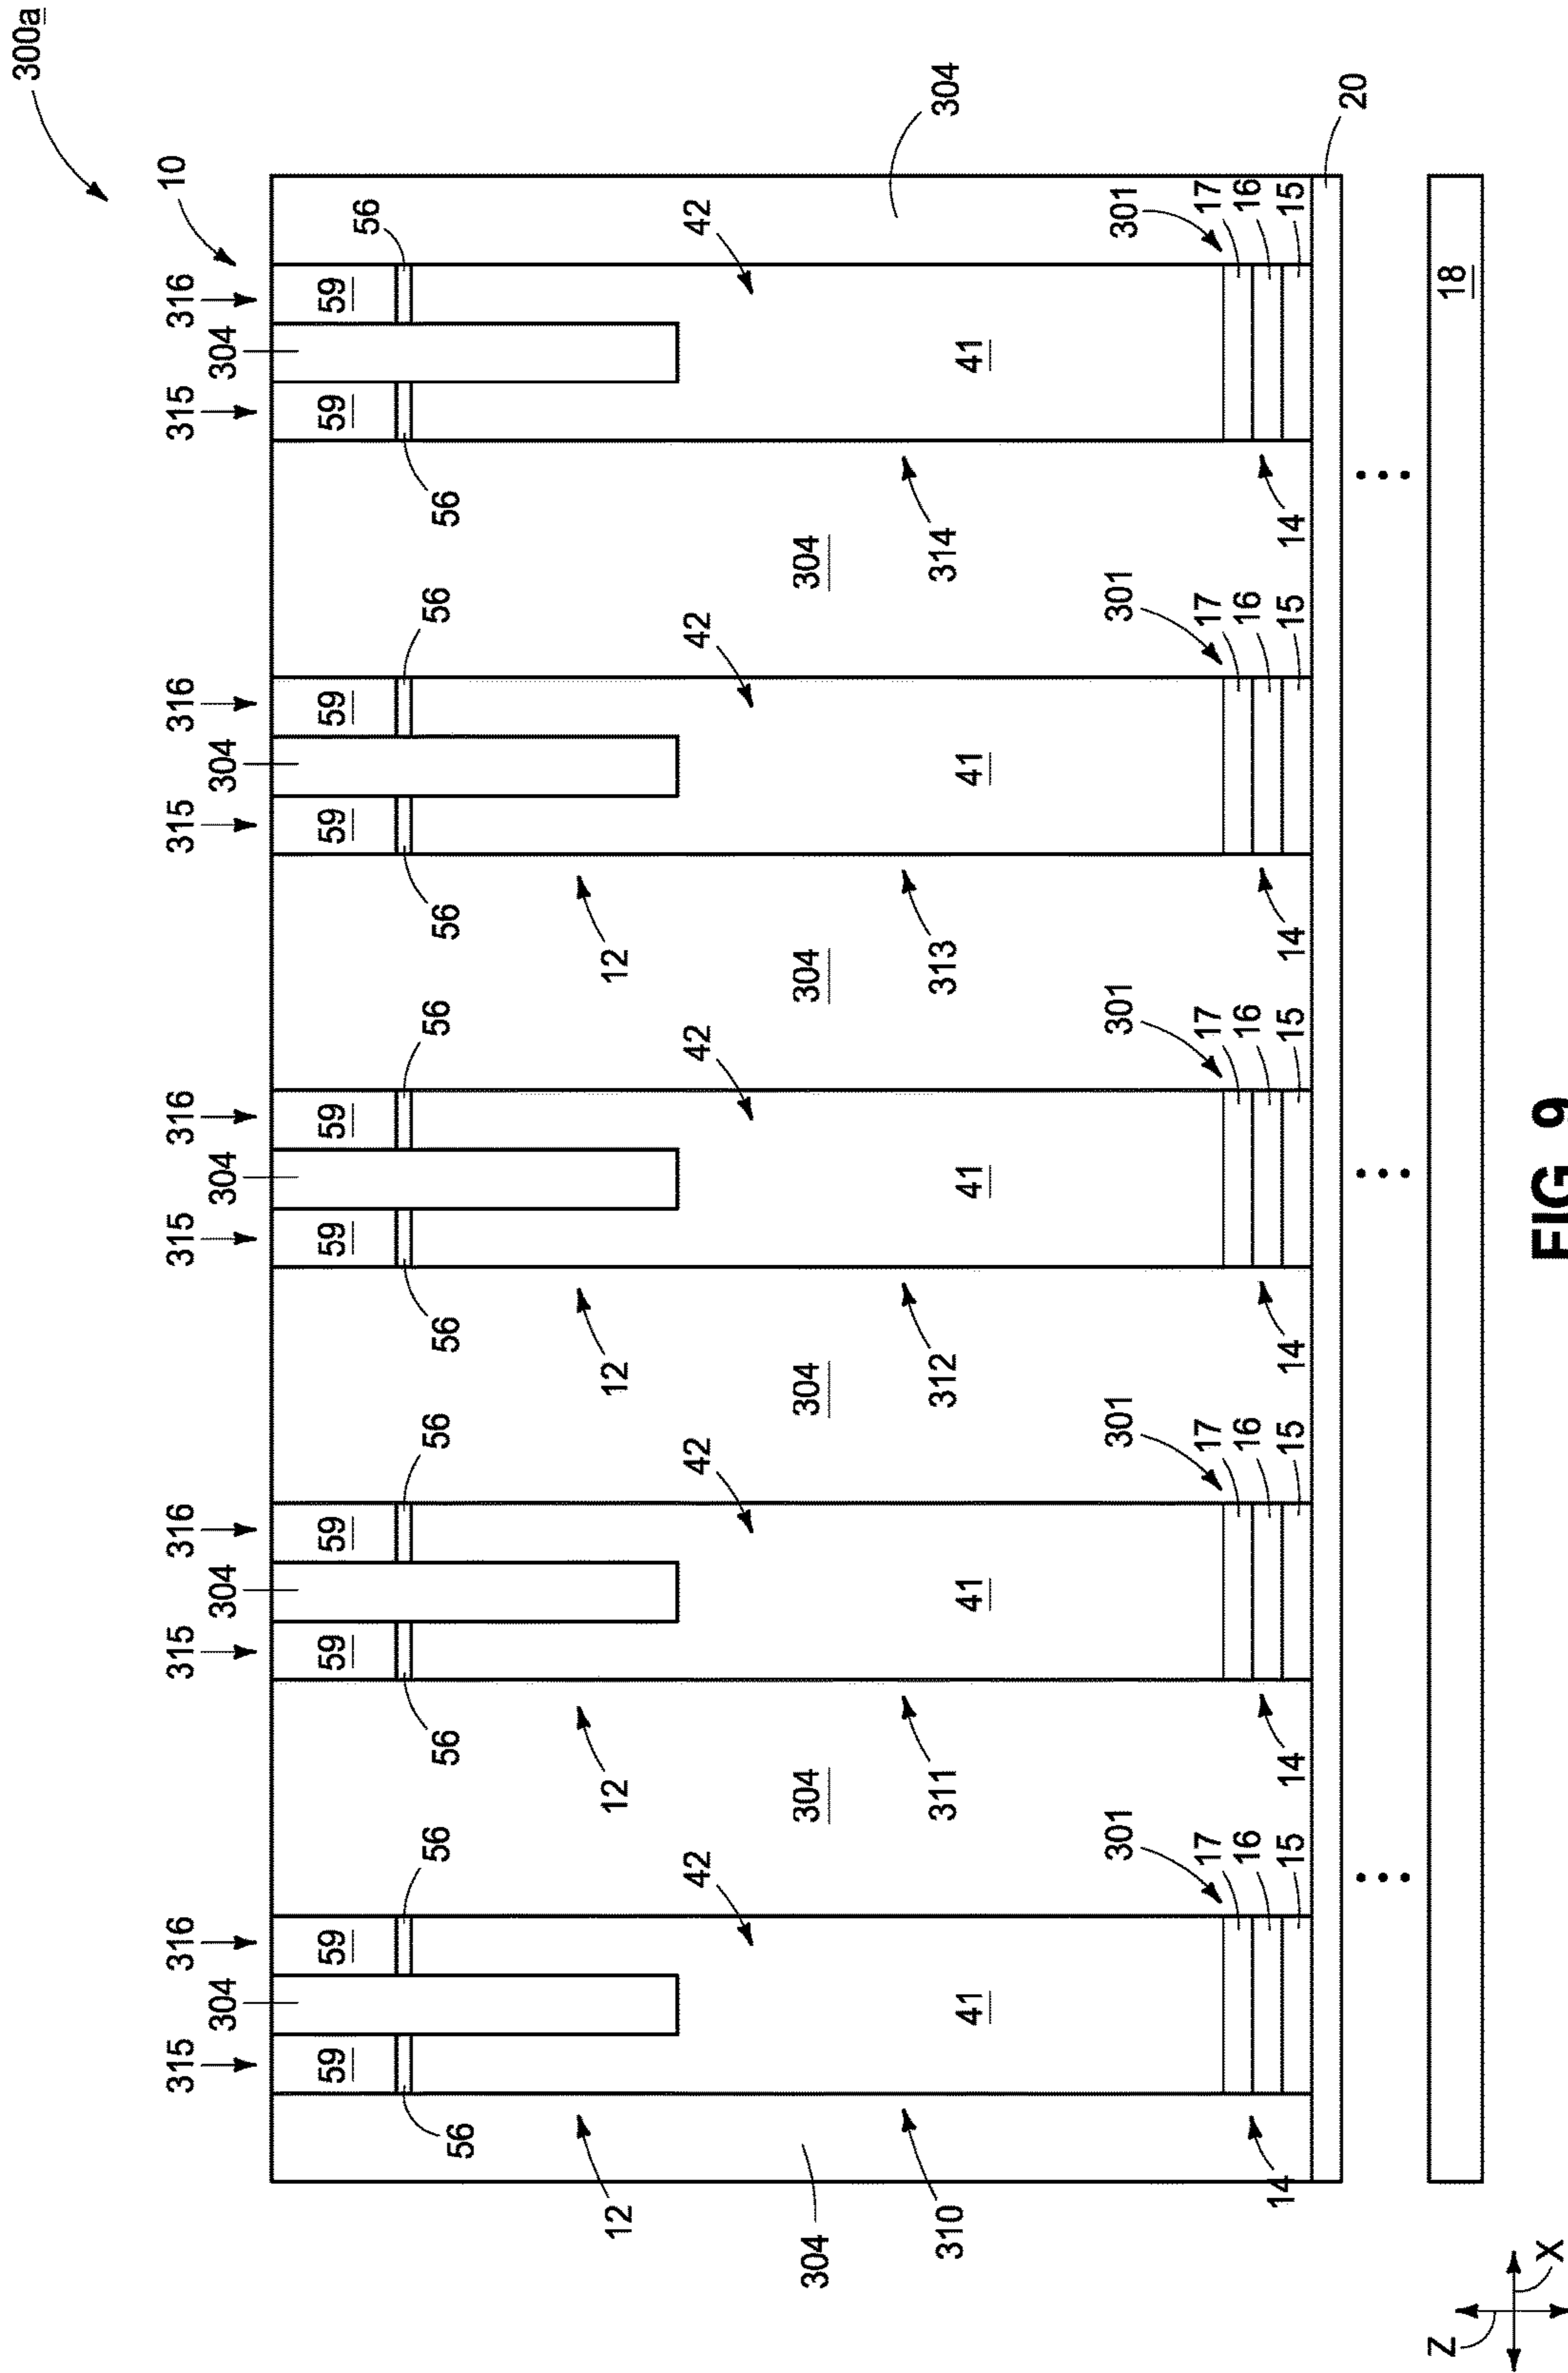 300a
315 316 315 316 315 316 315 316 315 316 10
304 304 304 304 304
59 59 59 59 59 59 59 59 59 59
56 56 56 56 56 56 56 56 56 56
12 12 12 12
42 42 42 42 42
304 304 304 304 304
310 311 312 313 314 304
41 41 41 41 41
301 301 301 301 301
17 17 17 17 17
16 16 16 16 16
15 15 15 15 15
14 14 14 14 14
20
18
Z
X
FIG 9